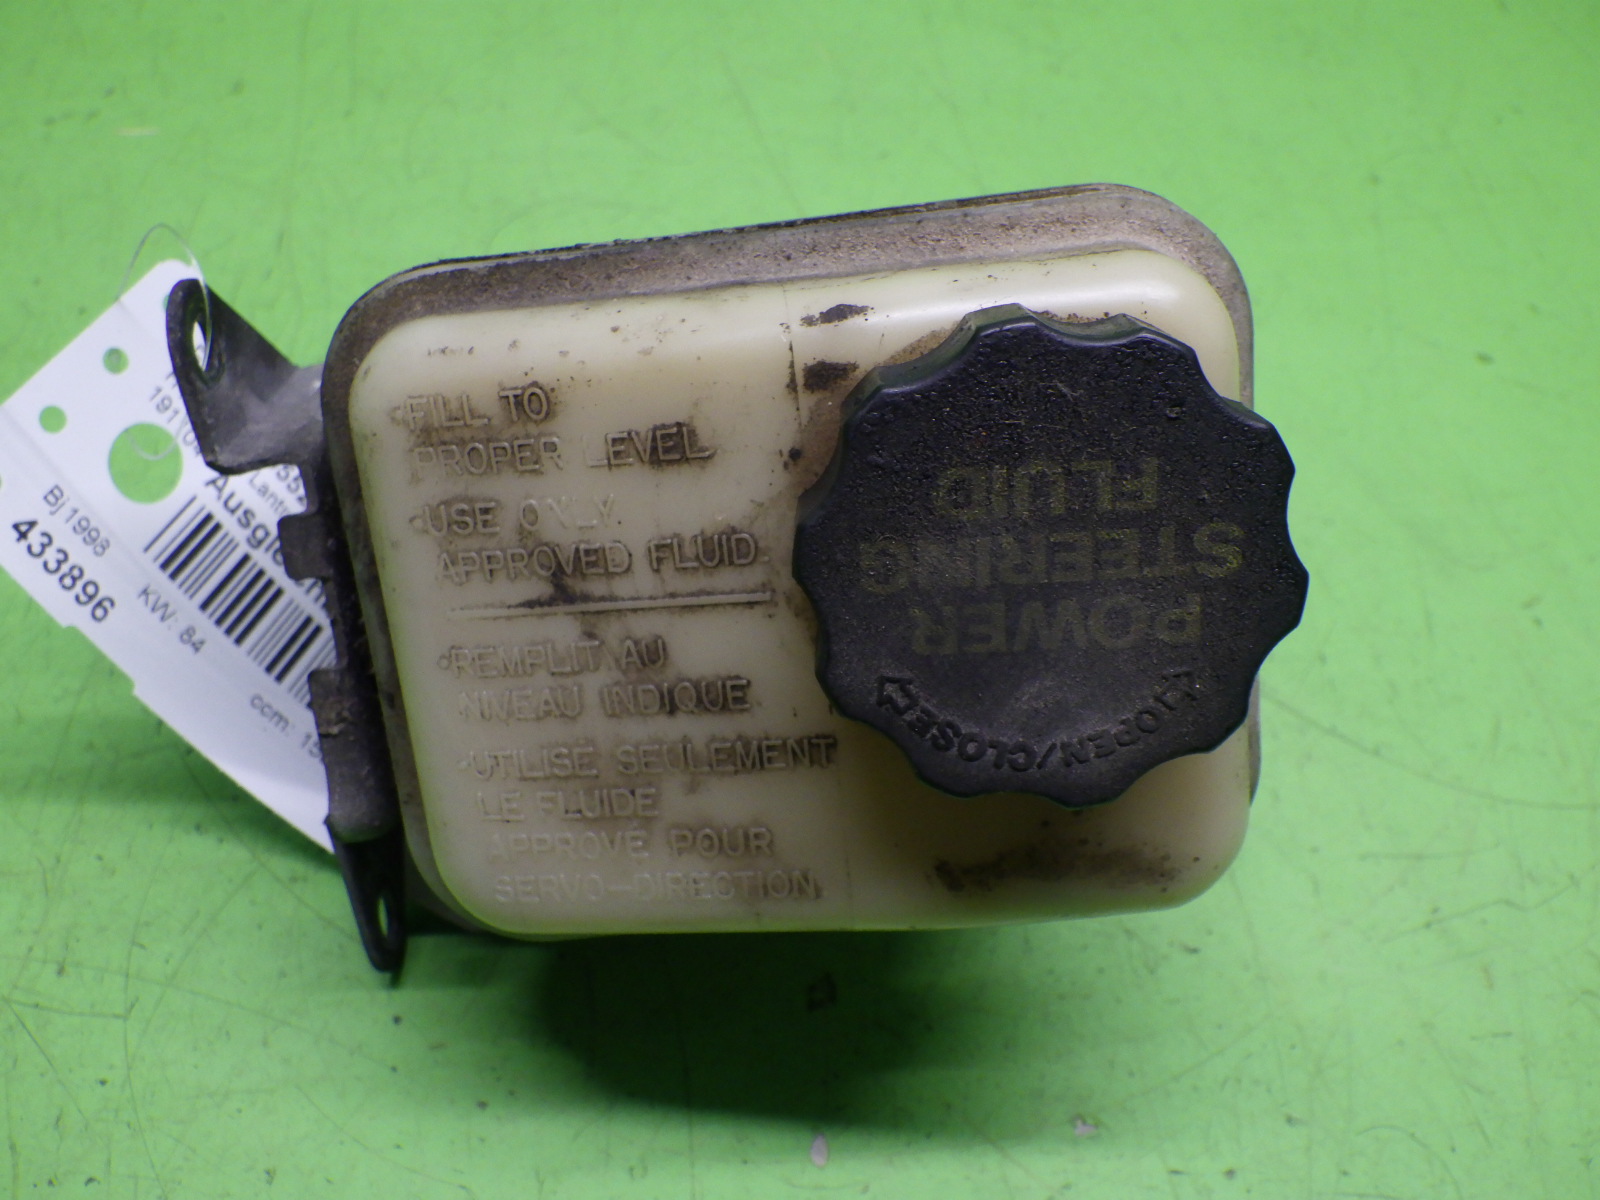 •FILL TO
PROPER LEVEL
•USE ONLY
APPROVED FLUID
•REMPLIT AU
NIVEAU INDIQUE
•UTILISE SEULEMENT
LE FLUIDE
APPROVE POUR
SERVO-DIRECTION
POWER
STEERING
FLUID
OPEN/CLOSE
Bj 1998
433896
KW: 84
ccm: